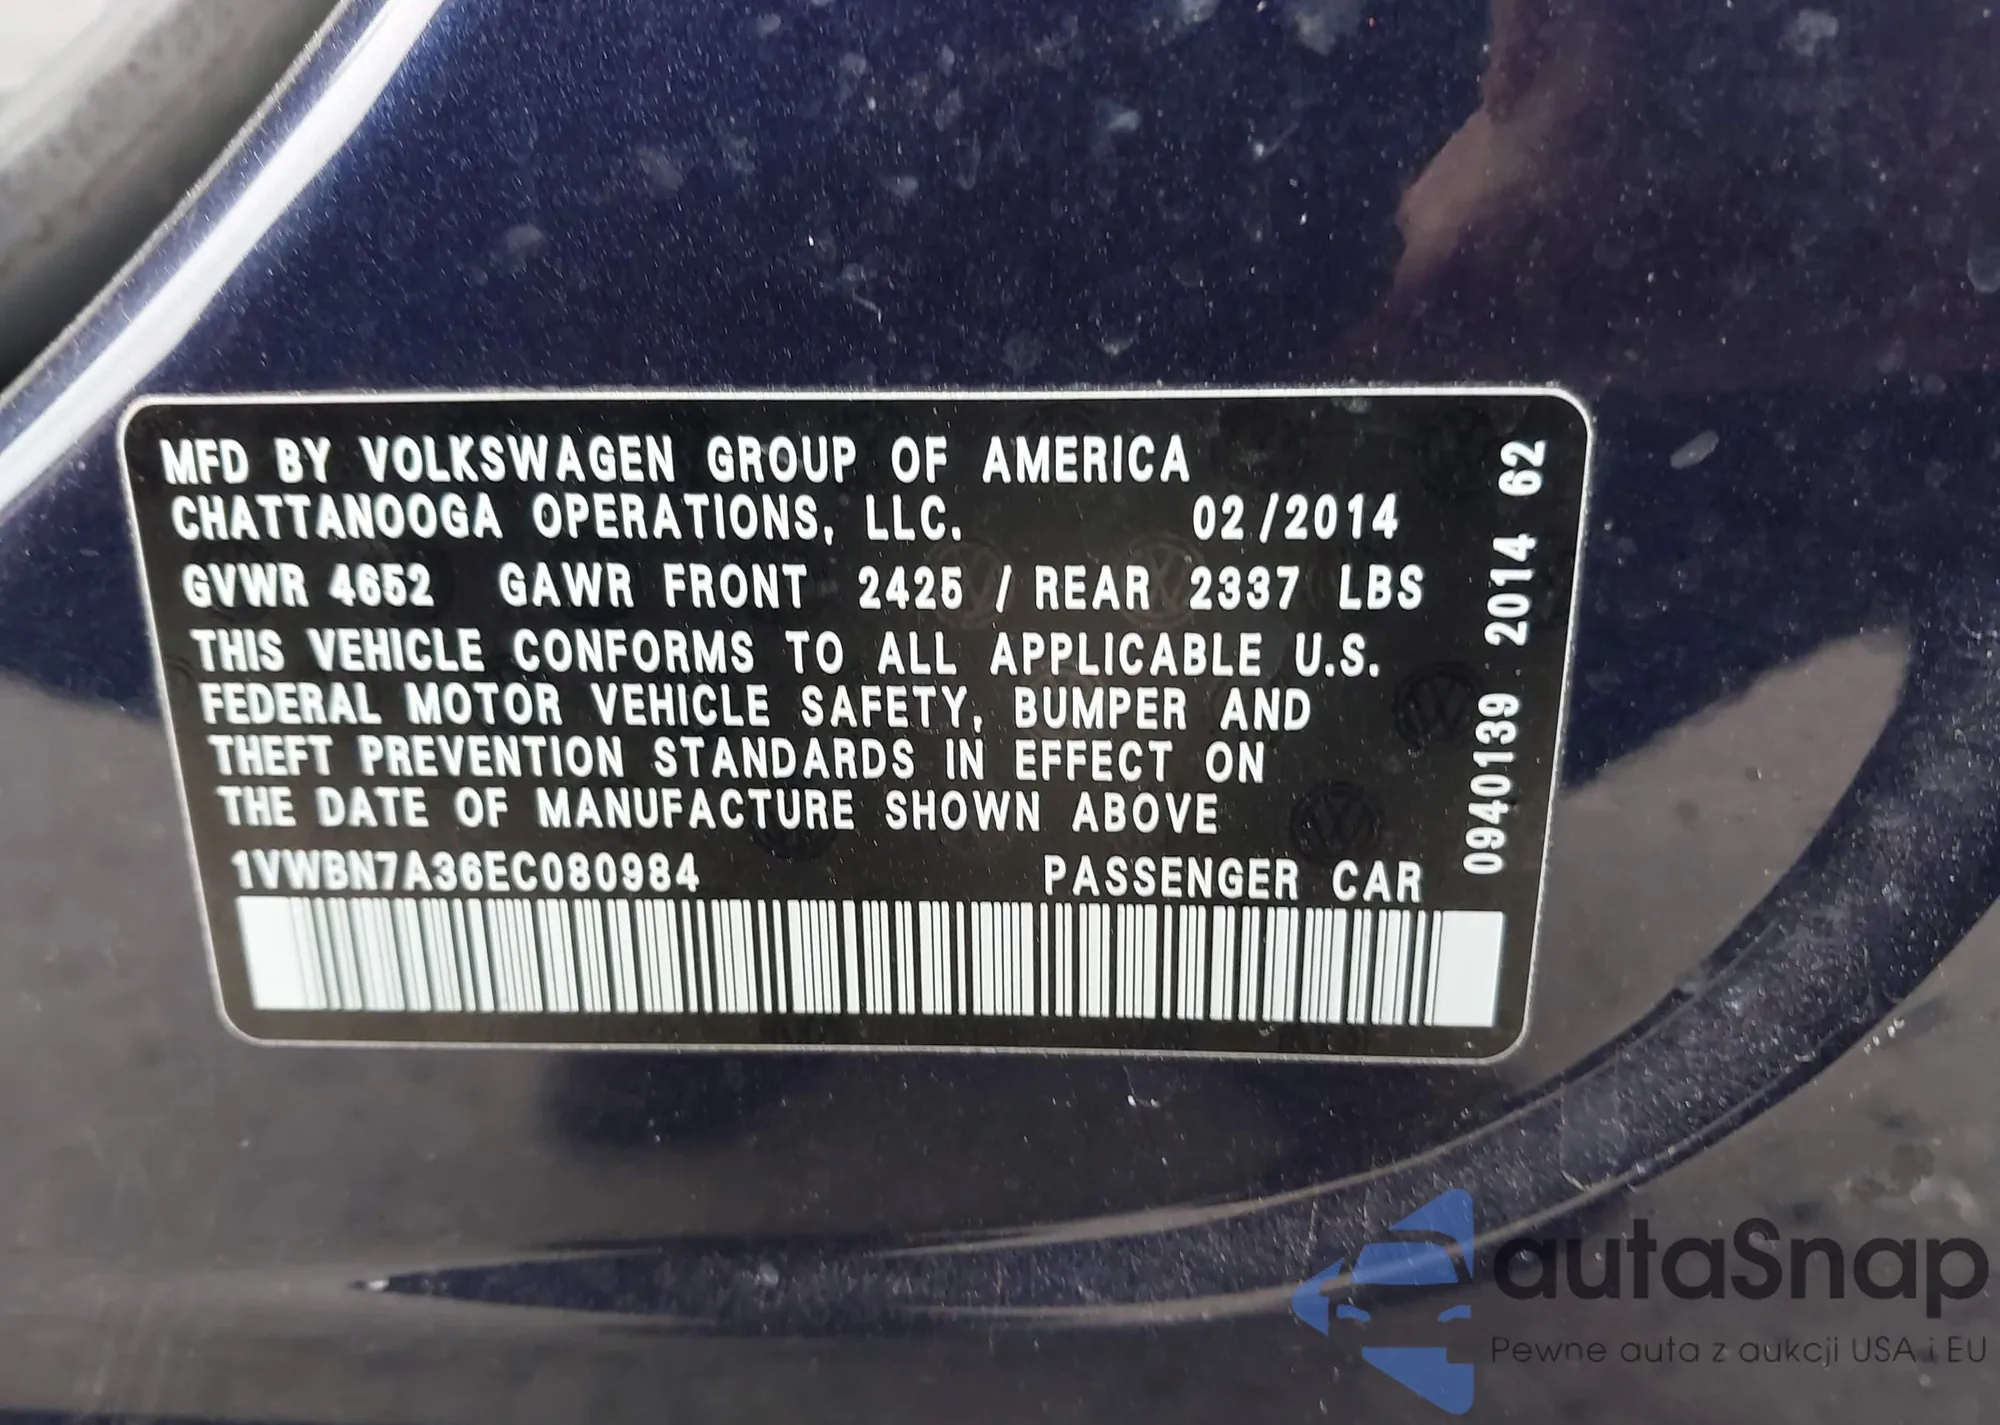 MFD BY VOLKSWAGEN GROUP OF AMERICA
CHATTANOOGA OPERATIONS, LLC. 02/2014
GVWR 4652 GAWR FRONT 2425 / REAR 2337 LBS
THIS VEHICLE CONFORMS TO ALL APPLICABLE U.S.
FEDERAL MOTOR VEHICLE SAFETY, BUMPER AND
THEFT PREVENTION STANDARDS IN EFFECT ON
THE DATE OF MANUFACTURE SHOWN ABOVE
1VWBN7A36EC080984 PASSENGER CAR
0940139 2014 62
autaSnap
Pewne auta z aukcji USA i EU